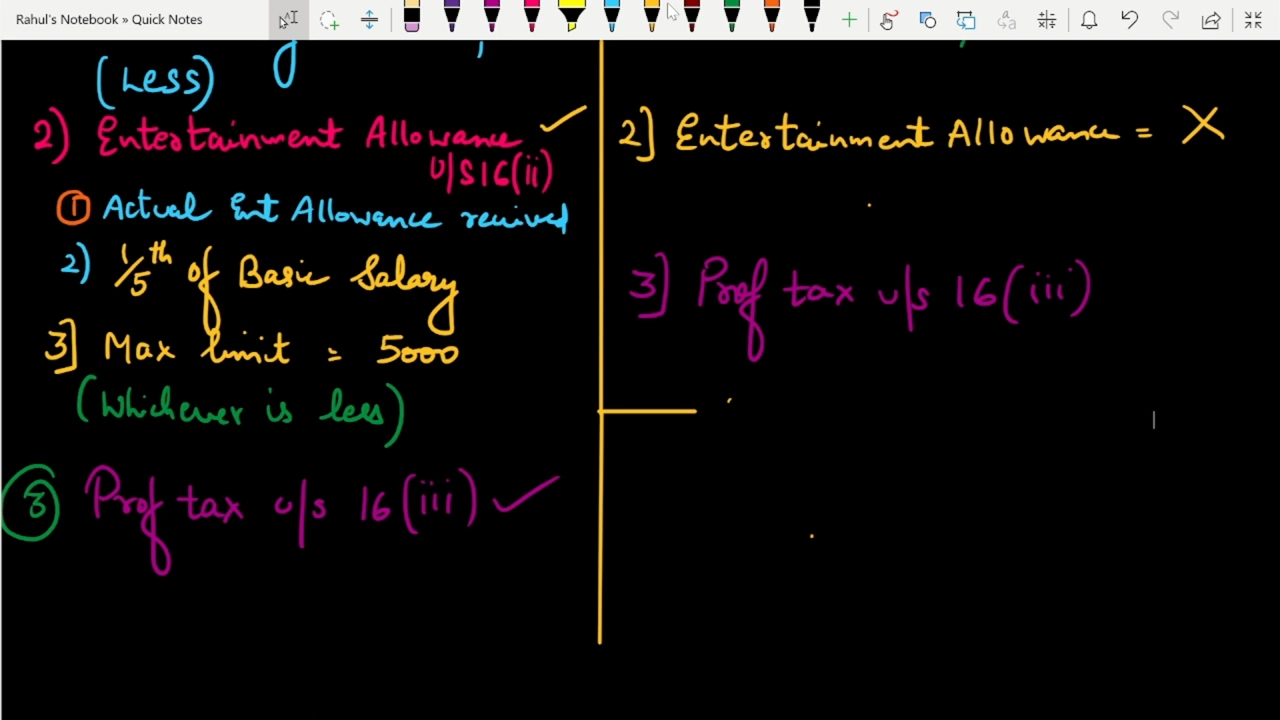 Rahul's Notebook » Quick Notes
(Less)
2) Entertainment Allowance
U/S16(ii)
① Actual Ent Allowance received
2) 1/5th of Basic Salary
3] Max limit = 5000
(Whichever is less)
Prof tax u/s 16(iii)
2] Entertainment Allowance = X
3] Prof tax u/s 16(iii)